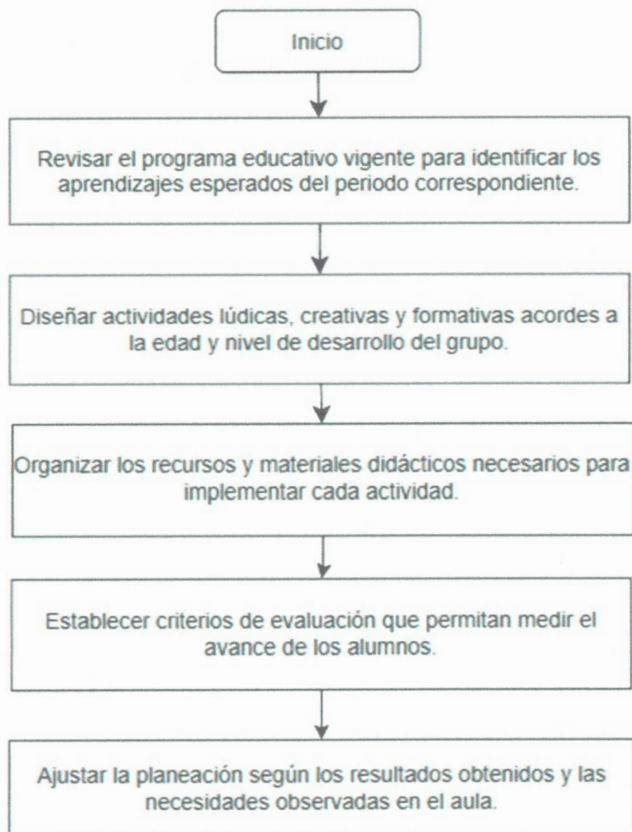 Inicio
Revisar el programa educativo vigente para identificar los
aprendizajes esperados del periodo correspondiente.
Diseñar actividades lúdicas, creativas y formativas acordes a
la edad y nivel de desarrollo del grupo.
Organizar los recursos y materiales didácticos necesarios para
implementar cada actividad.
Establecer criterios de evaluación que permitan medir el
avance de los alumnos.
Ajustar la planeación según los resultados obtenidos y las
necesidades observadas en el aula.